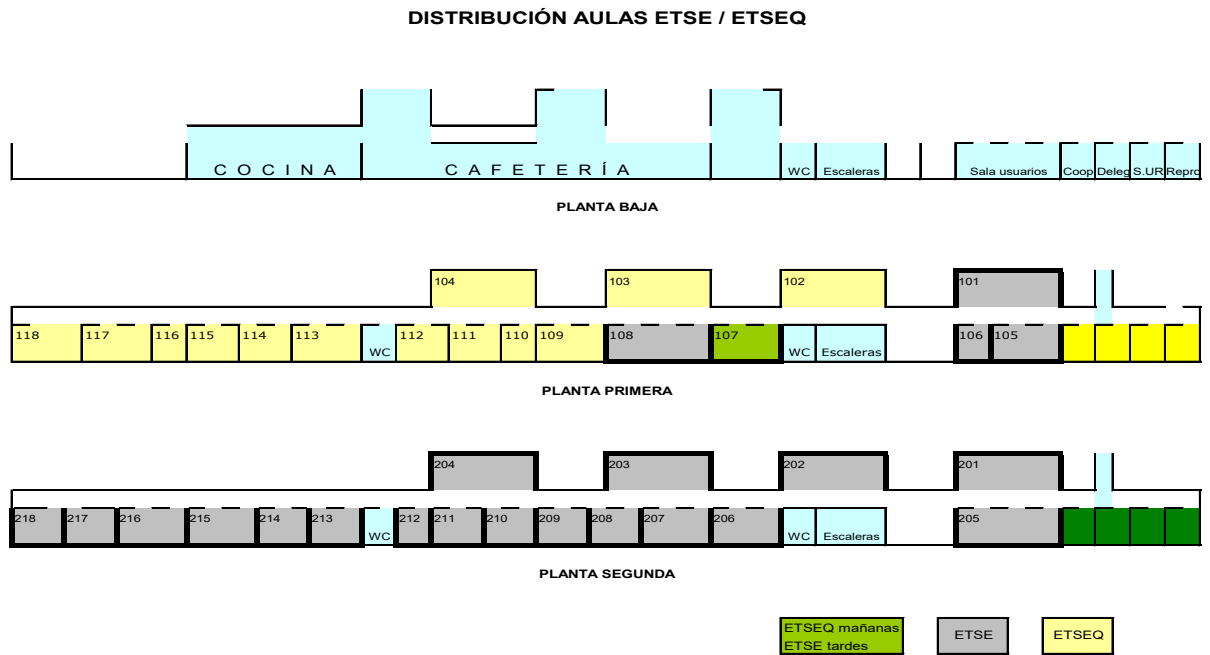 DISTRIBUCIÓN AULAS ETSE / ETSEQ
COCINA CAFETERÍA WC Escaleras Sala usuarios Coop Deleg S.UR Repro
PLANTA BAJA
104 103 102 101
118 117 116 115 114 113 WC 112 111 110 109 108 107 WC Escaleras 106 105
PLANTA PRIMERA
204 203 202 201
218 217 216 215 214 213 WC 212 211 210 209 208 207 206 WC Escaleras 205
PLANTA SEGUNDA
ETSEQ mañanas
ETSE tardes
ETSE
ETSEQ